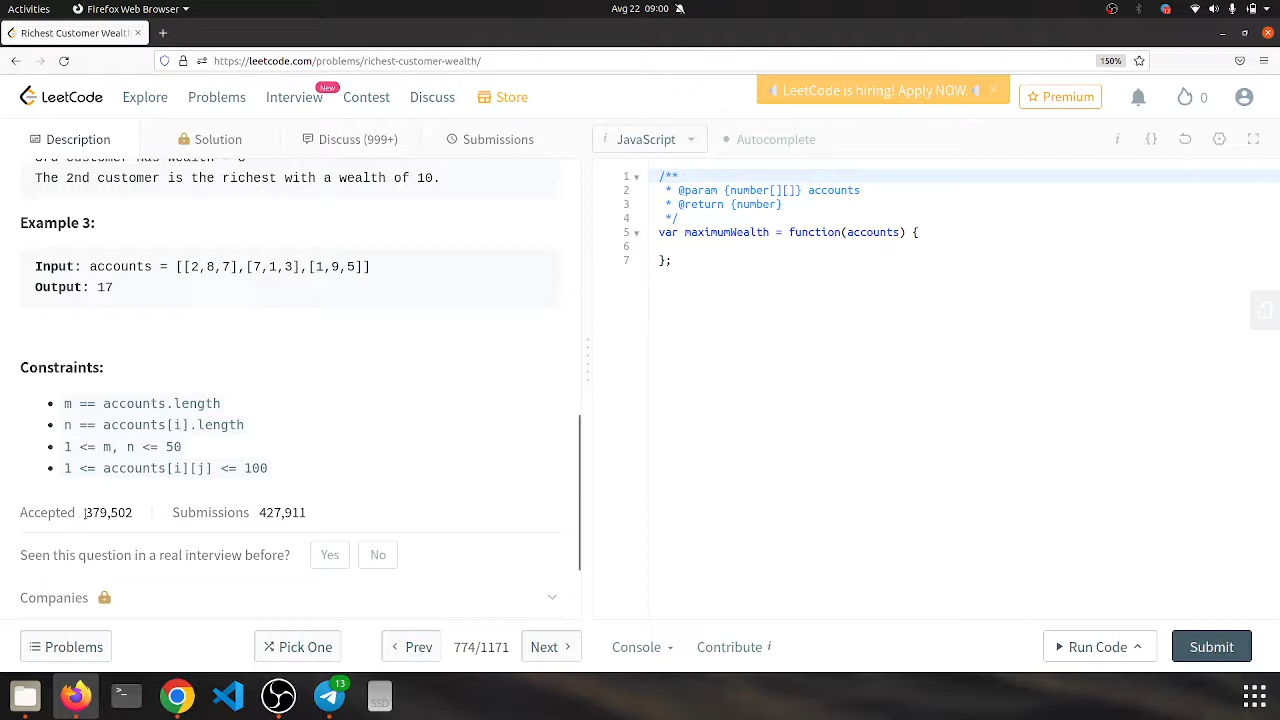 Activities
Firefox Web Browser
Avg 22 09:00
Richest Customer Wealth
https://leetcode.com/problems/richest-customer-wealth/
150%
LeetCode
Explore
Problems
Interview
New
Contest
Discuss
Store
LeetCode is hiring! Apply NOW.
Premium
0
Description
Solution
Discuss (999+)
Submissions
i JavaScript
Autocomplete
The 2nd customer is the richest with a wealth of 10.
Example 3:
Input: accounts = [[2,8,7],[7,1,3],[1,9,5]]
Output: 17
Constraints:
m == accounts.length
n == accounts[i].length
1 <= m, n <= 50
1 <= accounts[i][j] <= 100
Accepted 379,502 Submissions 427,911
Seen this question in a real interview before? Yes No
Companies
1 /**
2 * @param {number[][]} accounts
3 * @return {number}
4 */
5 var maximumWealth = function(accounts) {
6
7 };
Problems
Pick One
Prev
774/1171
Next
Console
Contribute i
Run Code
Submit
13
SSD